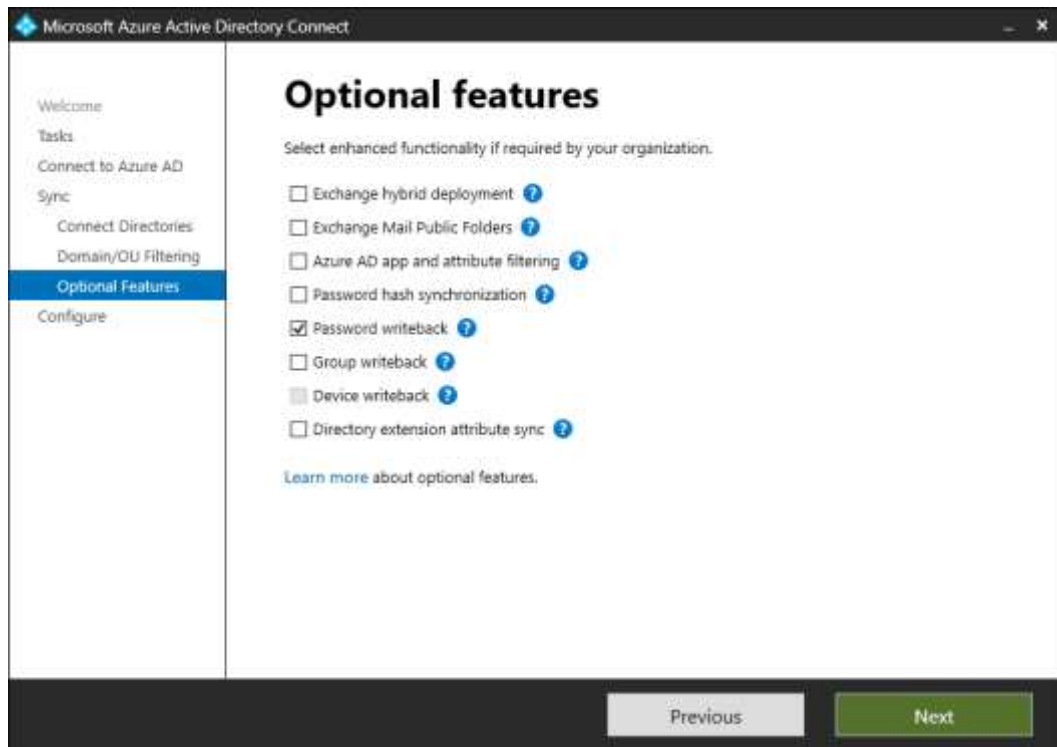 Microsoft Azure Active Directory Connect
Welcome
Tasks
Connect to Azure AD
Sync
Connect Directories
Domain/OU Filtering
Optional Features
Configure
Optional features
Select enhanced functionality if required by your organization.
Exchange hybrid deployment ?
Exchange Mail Public Folders ?
Azure AD app and attribute filtering ?
Password hash synchronization ?
Password writeback ?
Group writeback ?
Device writeback ?
Directory extension attribute sync ?
Learn more about optional features.
Previous
Next